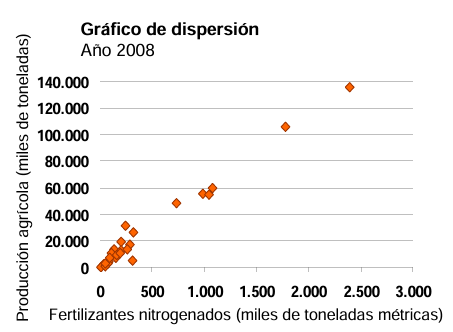 Gráfico de dispersión
Año 2008
Producción agrícola (miles de toneladas)
140.000
120.000
100.000
80.000
60.000
40.000
20.000
0
0 500 1.000 1.500 2.000 2.500 3.000
Fertilizantes nitrogenados (miles de toneladas métricas)